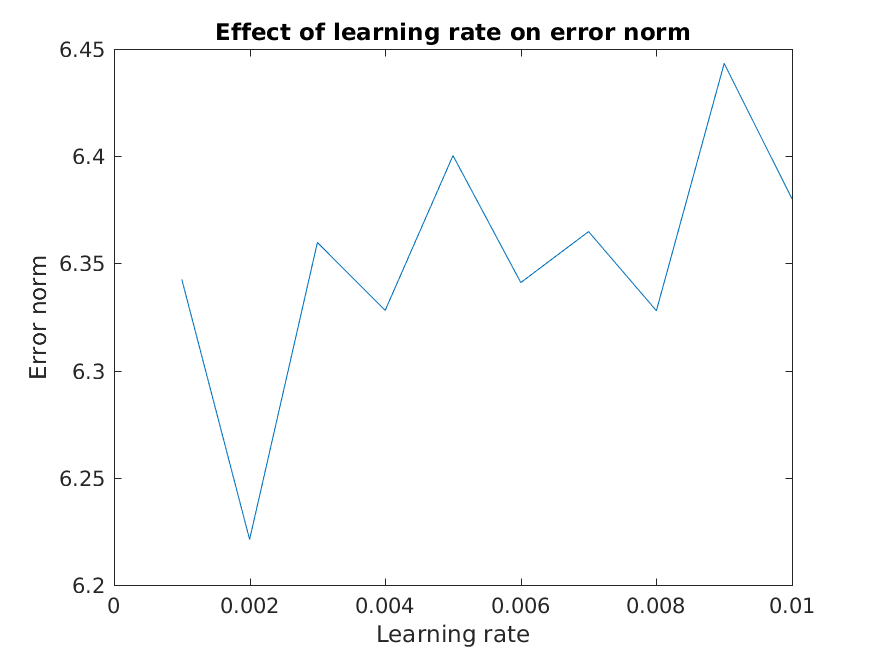 Effect of learning rate on error norm
6.45
6.4
6.35
6.3
6.25
6.2
Error norm
0 0.002 0.004 0.006 0.008 0.01
Learning rate